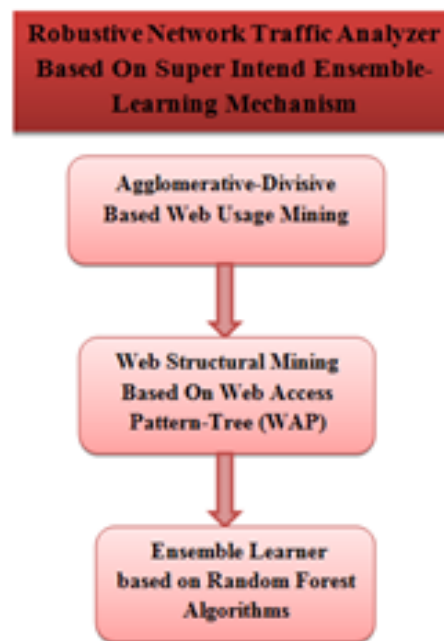 Robustive Network Traffic Analyzer
Based On Super Intend Ensemble-
Learning Mechanism
Agglomerative-Divisive
Based Web Usage Mining
Web Structural Mining
Based On Web Access
Pattern-Tree (WAP)
Ensemble Learner
based on Random Forest
Algorithms